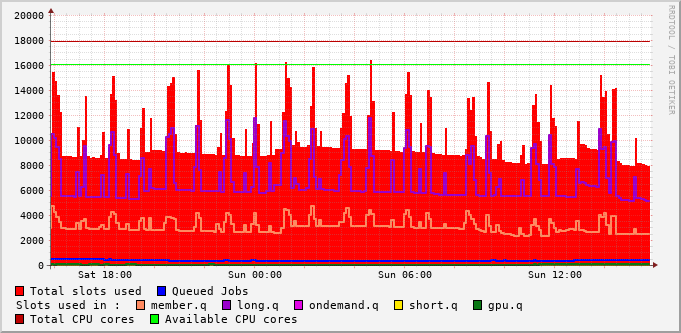 RRDTOOL / TOBI OETIKER
20000
18000
16000
14000
12000
10000
8000
6000
4000
2000
0
Sat 18:00 Sun 00:00 Sun 06:00 Sun 12:00
Total slots used Queued Jobs
Slots used in : member.q long.q ondemand.q short.q gpu.q
Total CPU cores Available CPU cores